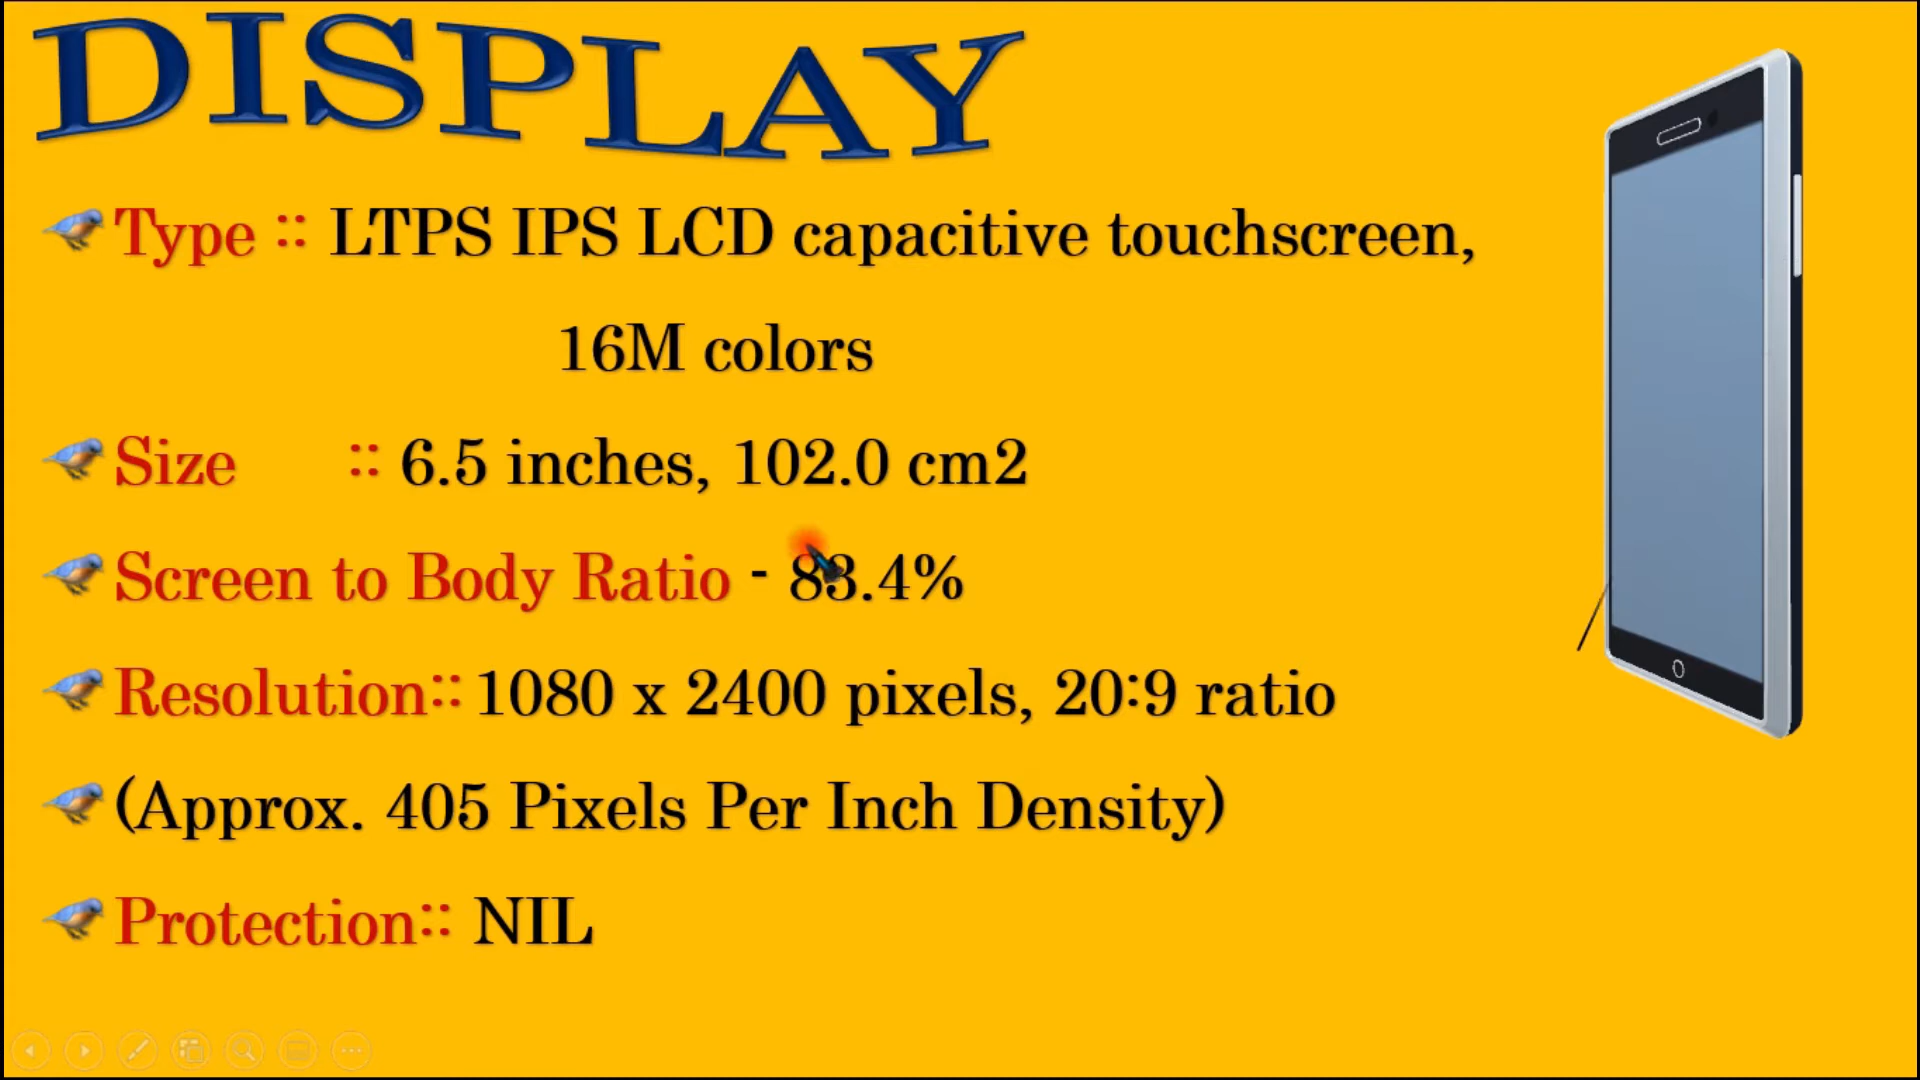 DISPLAY
Type :: LTPS IPS LCD capacitive touchscreen,
16M colors
Size :: 6.5 inches, 102.0 cm2
Screen to Body Ratio - 83.4%
Resolution:: 1080 x 2400 pixels, 20:9 ratio
(Approx. 405 Pixels Per Inch Density)
Protection:: NIL